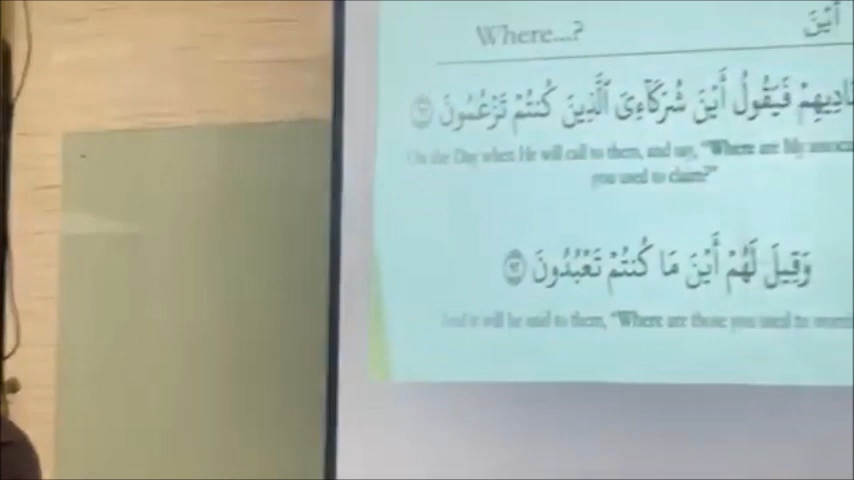 Where...? أَيْنَ
فَيَقُولُ أَيْنَ شُرَكَآءِىَ ٱلَّذِينَ كُنتُمْ تَزْعُمُونَ
On the Day when He will call to them, and say, "Where are My
you used to claim?"
وَقِيلَ لَهُمْ أَيْنَ مَا كُنتُمْ تَعْبُدُونَ ٩٢
And it will be said to them, "Where are those you used to